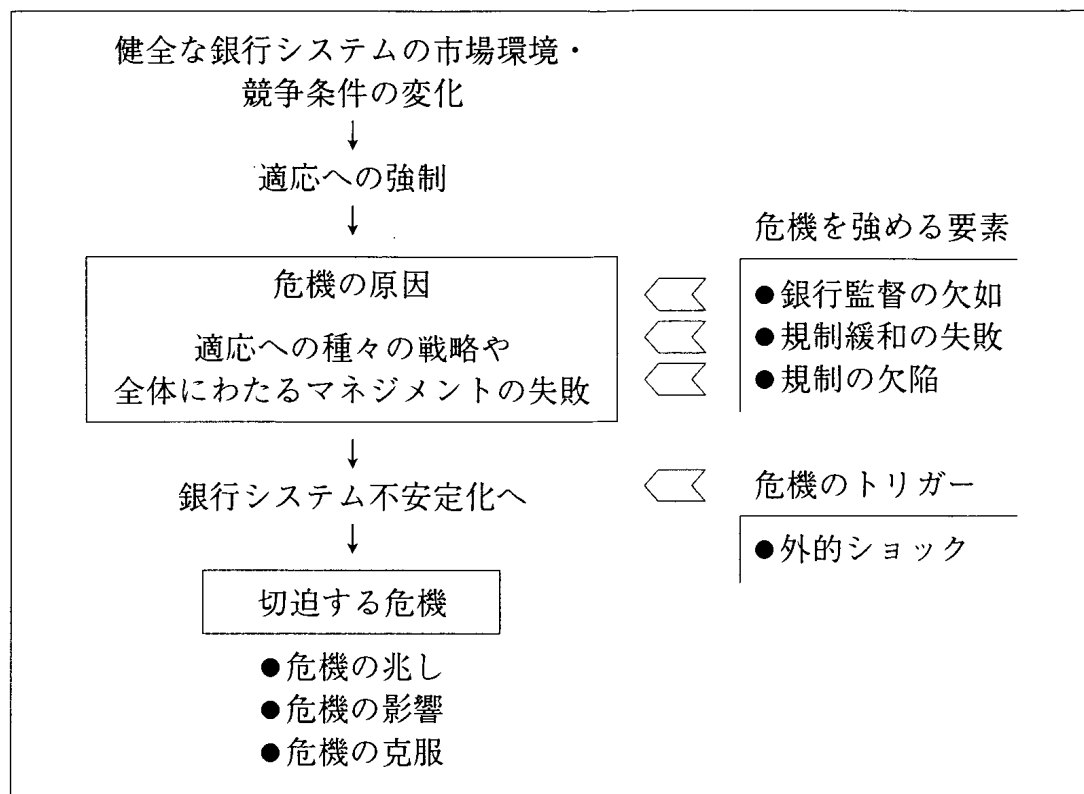 健全な銀行システムの市場環境・
競争条件の変化
↓
適応への強制
↓
危機の原因
適応への種々の戦略や
全体にわたるマネジメントの失敗
↓
銀行システム不安定化へ
↓
切迫する危機
●危機の兆し
●危機の影響
●危機の克服
危機を強める要素
●銀行監督の欠如
●規制緩和の失敗
●規制の欠陥
危機のトリガー
●外的ショック